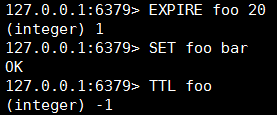 127.0.0.1:6379> EXPIRE foo 20
(integer) 1
127.0.0.1:6379> SET foo bar
OK
127.0.0.1:6379> TTL foo
(integer) -1